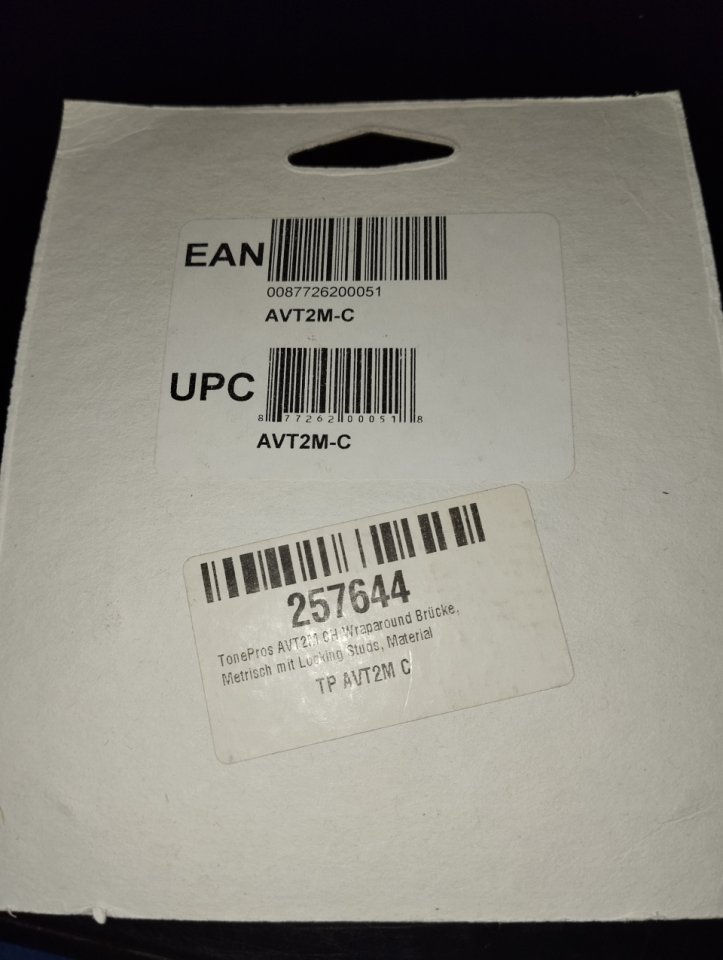 EAN
0087726200051
AVT2M-C
UPC
8 77262 00051 8
AVT2M-C
257644
TonePros AVT2M-CH Wraparound Brücke,
Metrisch mit Locking Studs, Material
TP AVT2M C